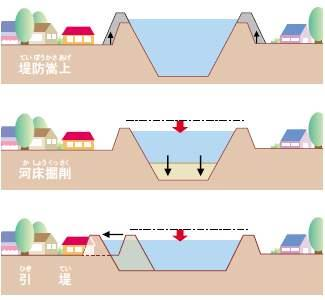 ていぼうかさあげ
堤防嵩上
かしょうくっさく
河床掘削
ひき てい
引堤